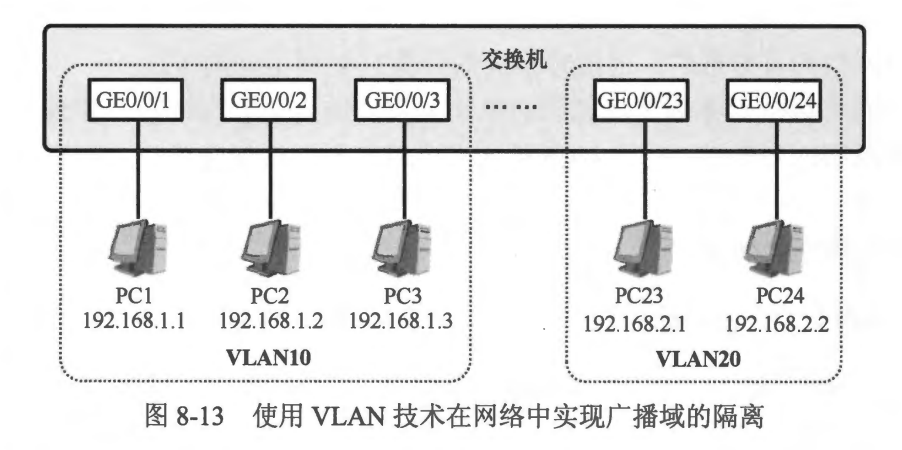 交换机
GE0/0/1 GE0/0/2 GE0/0/3 ... ... GE0/0/23 GE0/0/24
PC1 PC2 PC3 PC23 PC24
192.168.1.1 192.168.1.2 192.168.1.3 192.168.2.1 192.168.2.2
VLAN10 VLAN20
图 8-13 使用 VLAN 技术在网络中实现广播域的隔离